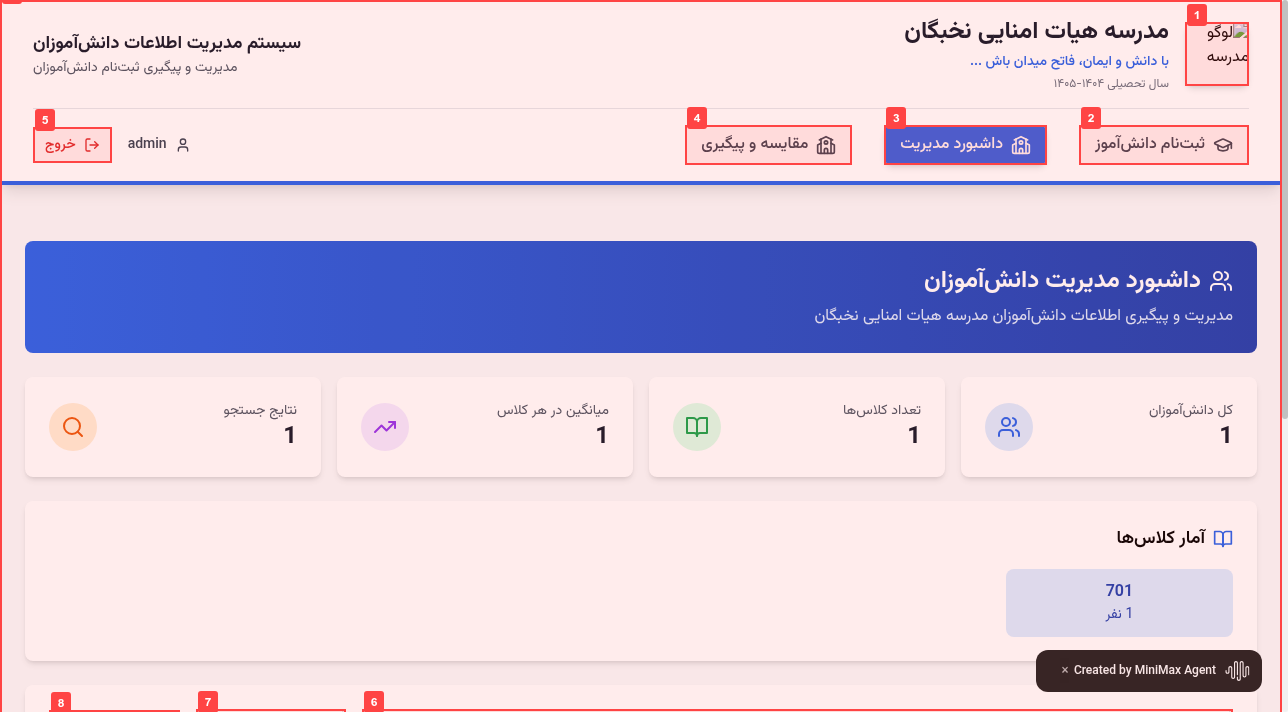 1
لوگو
مدرسه
مدرسه هیات امنایی نخبگان
با دانش و ایمان، فاتح میدان باش ...
سال تحصیلی ۱۴۰۴-۱۴۰۵
سیستم مدیریت اطلاعات دانش‌آموزان
مدیریت و پیگیری ثبت‌نام دانش‌آموزان
2
ثبت‌نام دانش‌آموز
3
داشبورد مدیریت
4
مقایسه و پیگیری
admin
5
خروج
داشبورد مدیریت دانش‌آموزان
مدیریت و پیگیری اطلاعات دانش‌آموزان مدرسه هیات امنایی نخبگان
کل دانش‌آموزان
1
تعداد کلاس‌ها
1
میانگین در هر کلاس
1
نتایج جستجو
1
آمار کلاس‌ها
701
1 نفر
Created by MiniMax Agent ×
6
7
8